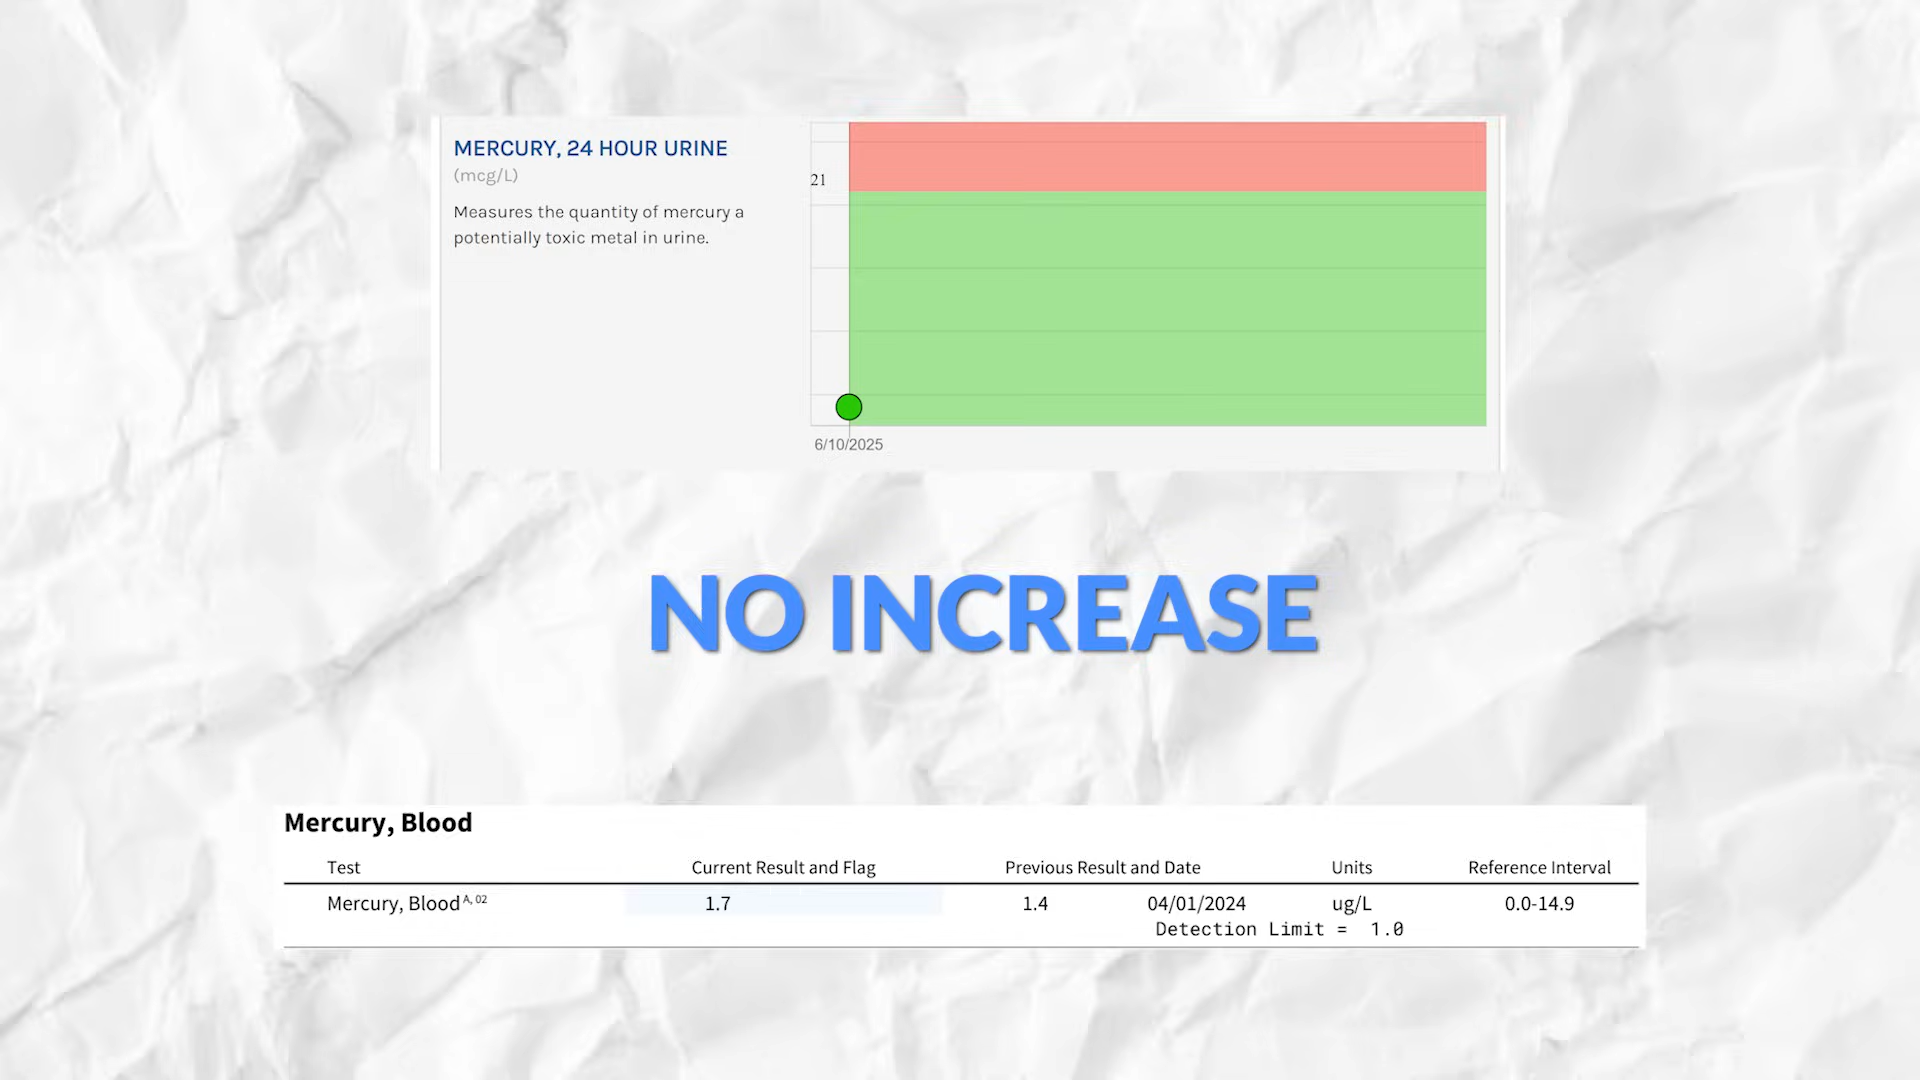 MERCURY, 24 HOUR URINE
(mcg/L)
21
Measures the quantity of mercury a
potentially toxic metal in urine.
6/10/2025
NO INCREASE
Mercury, Blood
Test Current Result and Flag Previous Result and Date Units Reference Interval
Mercury, Blood A, 02 1.7 1.4 04/01/2024 ug/L 0.0-14.9
Detection Limit = 1.0